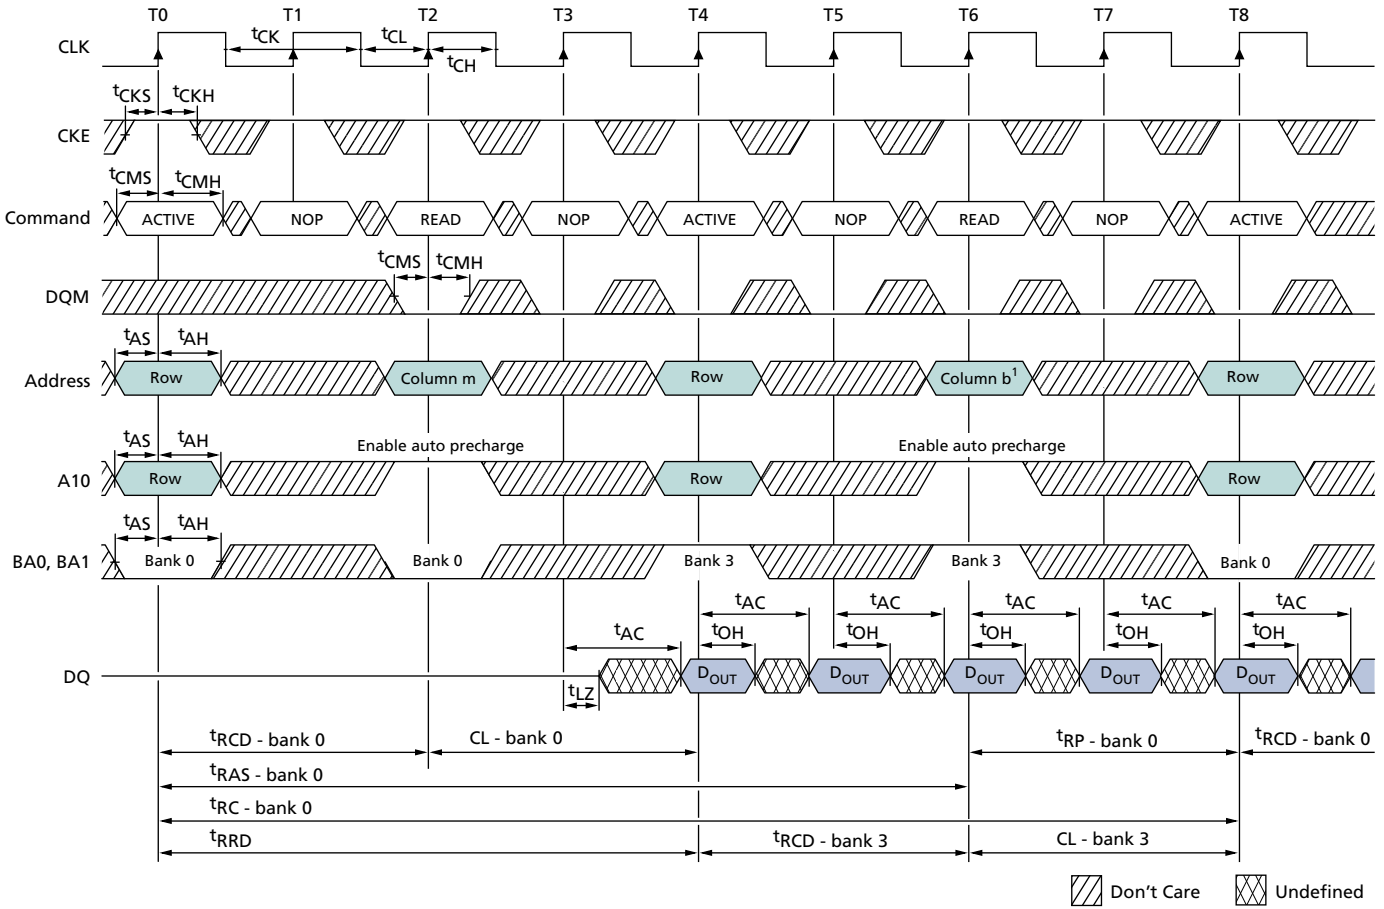 T0 T1 T2 T3 T4 T5 T6 T7 T8
CLK
tCK tCL
tCH
tCKS tCKH
CKE
tCMS tCMH
Command ACTIVE NOP READ NOP ACTIVE NOP READ NOP ACTIVE
tCMS tCMH
DQM
tAS tAH
Address Row Column m Row Column b1 Row
tAS tAH Enable auto precharge Enable auto precharge
A10 Row Row Row
tAS tAH
BA0, BA1 Bank 0 Bank 0 Bank 3 Bank 3 Bank 0
tAC tAC tAC tAC tAC
tAC tOH tOH tOH tOH tOH
DQ DOUT DOUT DOUT DOUT DOUT
tLZ
tRCD - bank 0 CL - bank 0 tRP - bank 0 tRCD - bank 0
tRAS - bank 0
tRC - bank 0
tRRD tRCD - bank 3 CL - bank 3
Don't Care Undefined